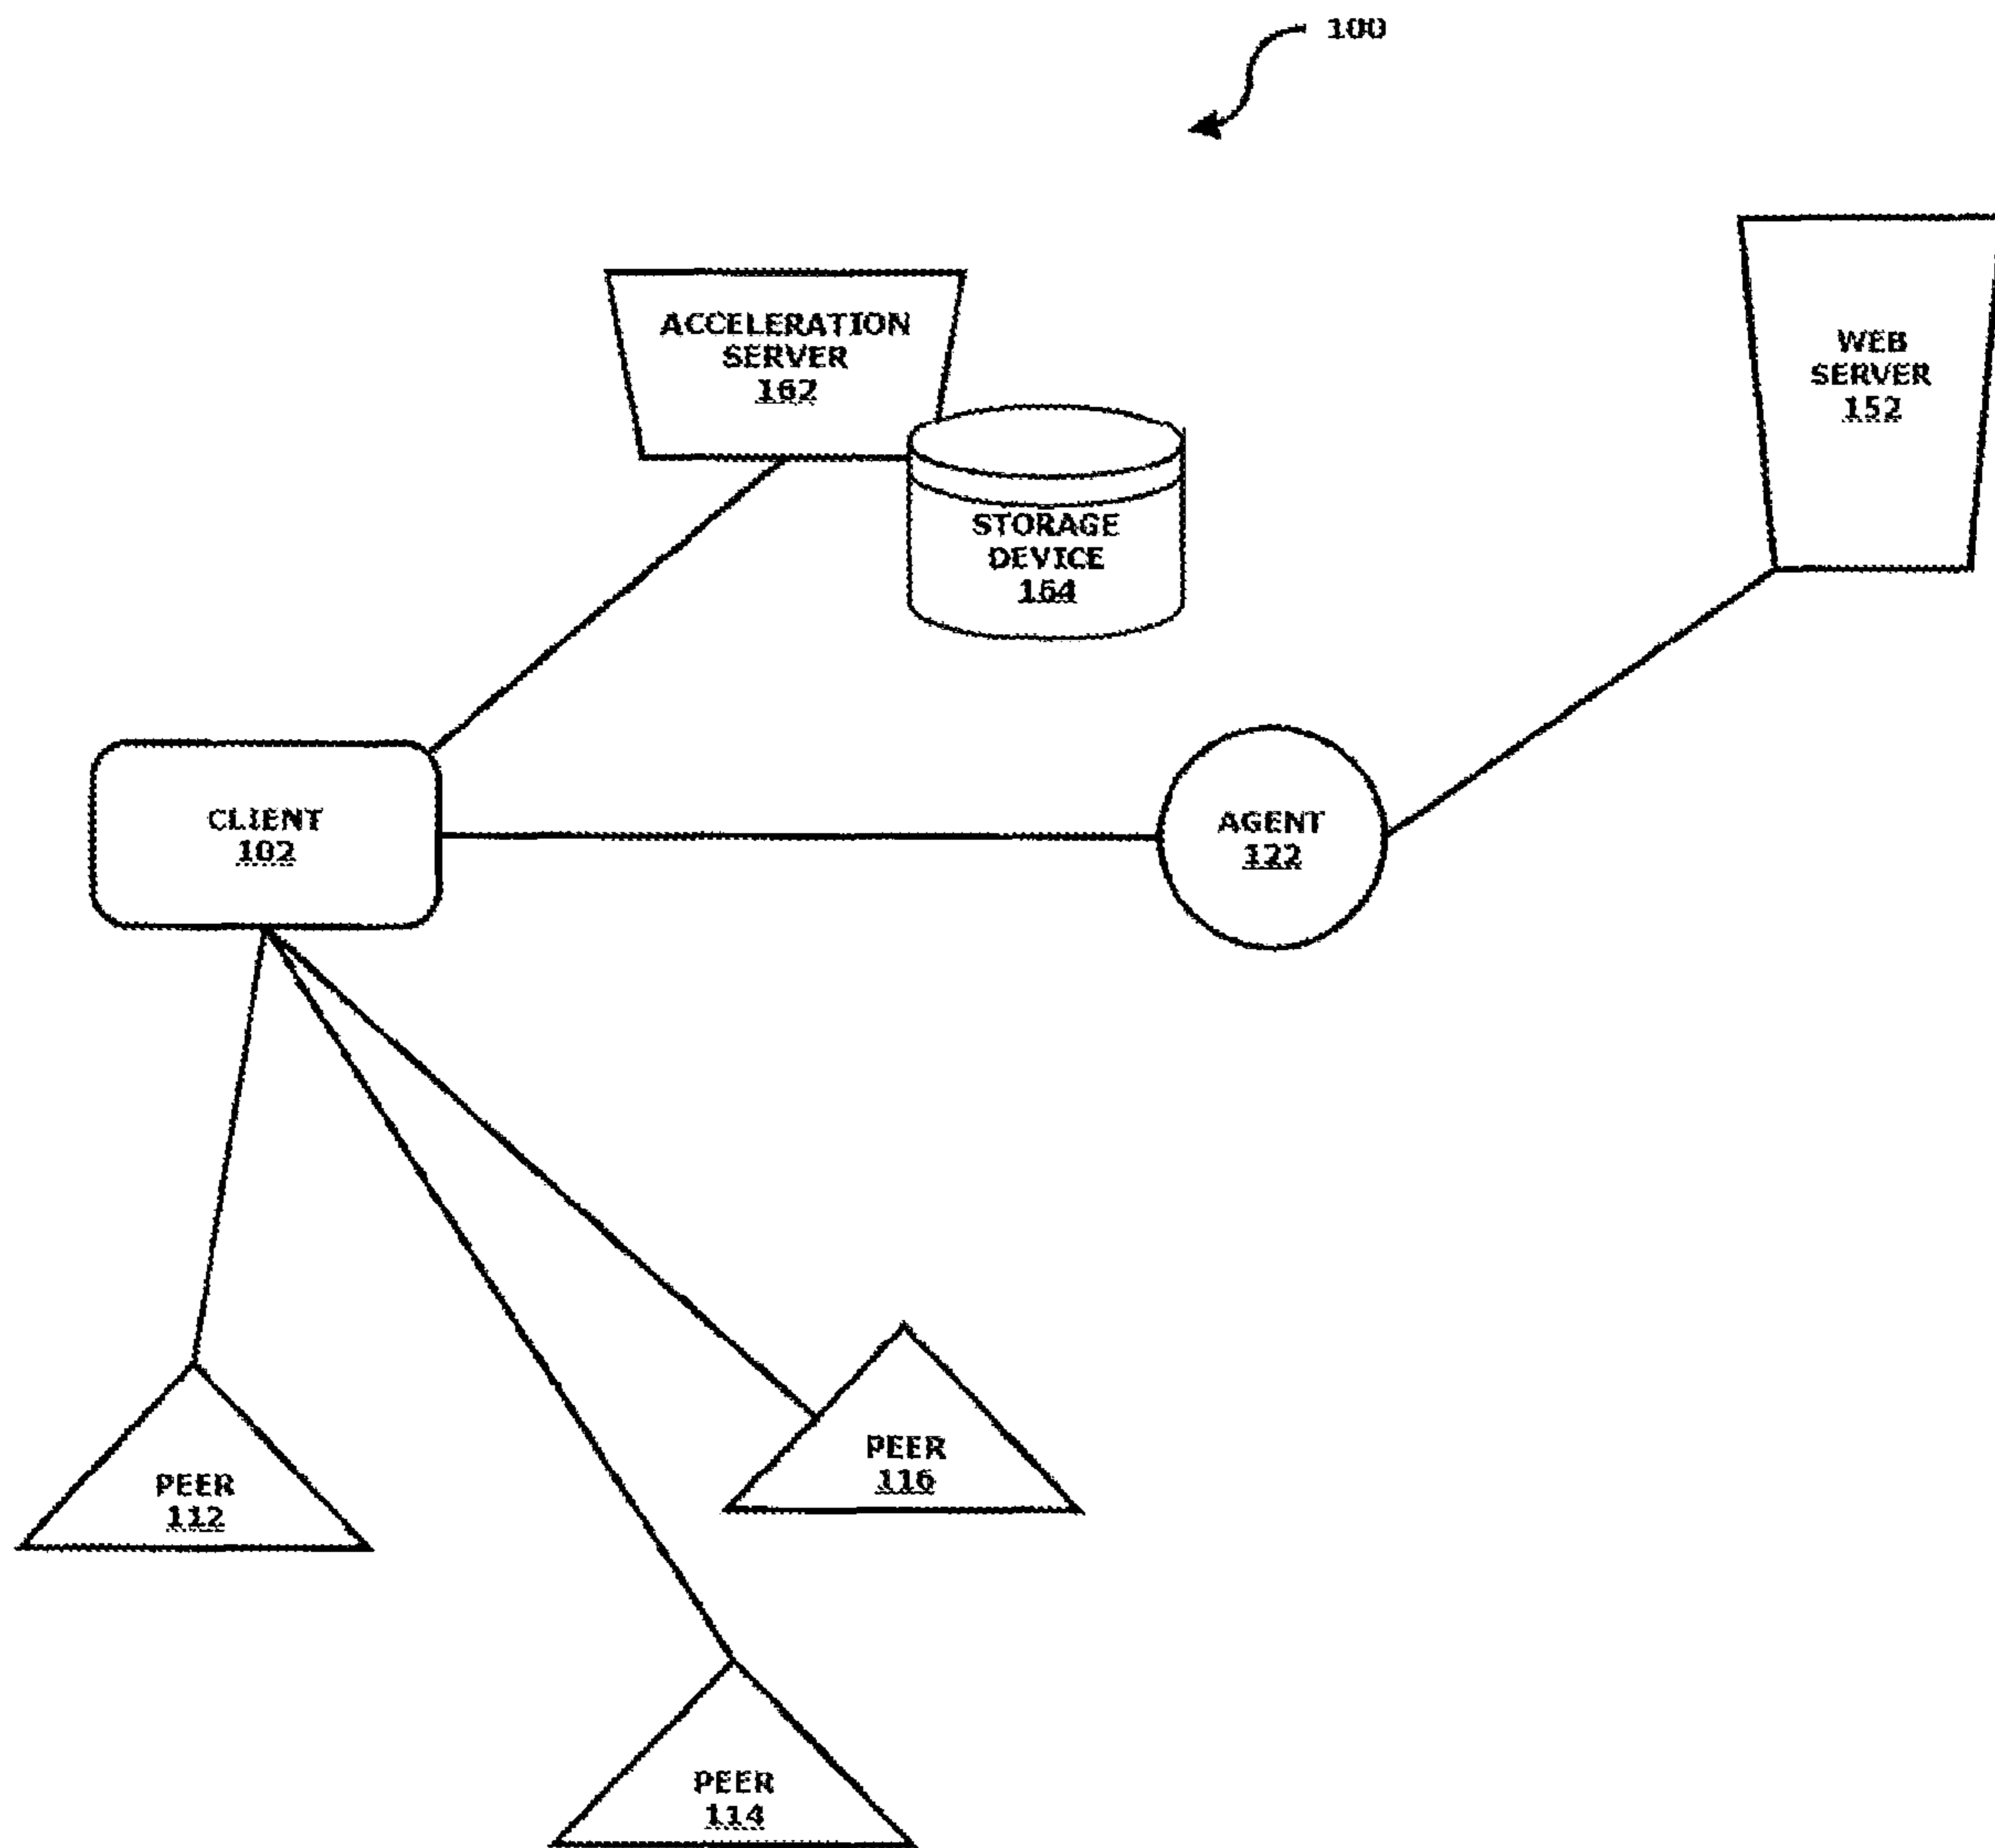 100
ACCELERATION
SERVER
162
STORAGE
DEVICE
164
WEB
SERVER
152
CLIENT
102
AGENT
122
PEER
116
PEER
112
PEER
114